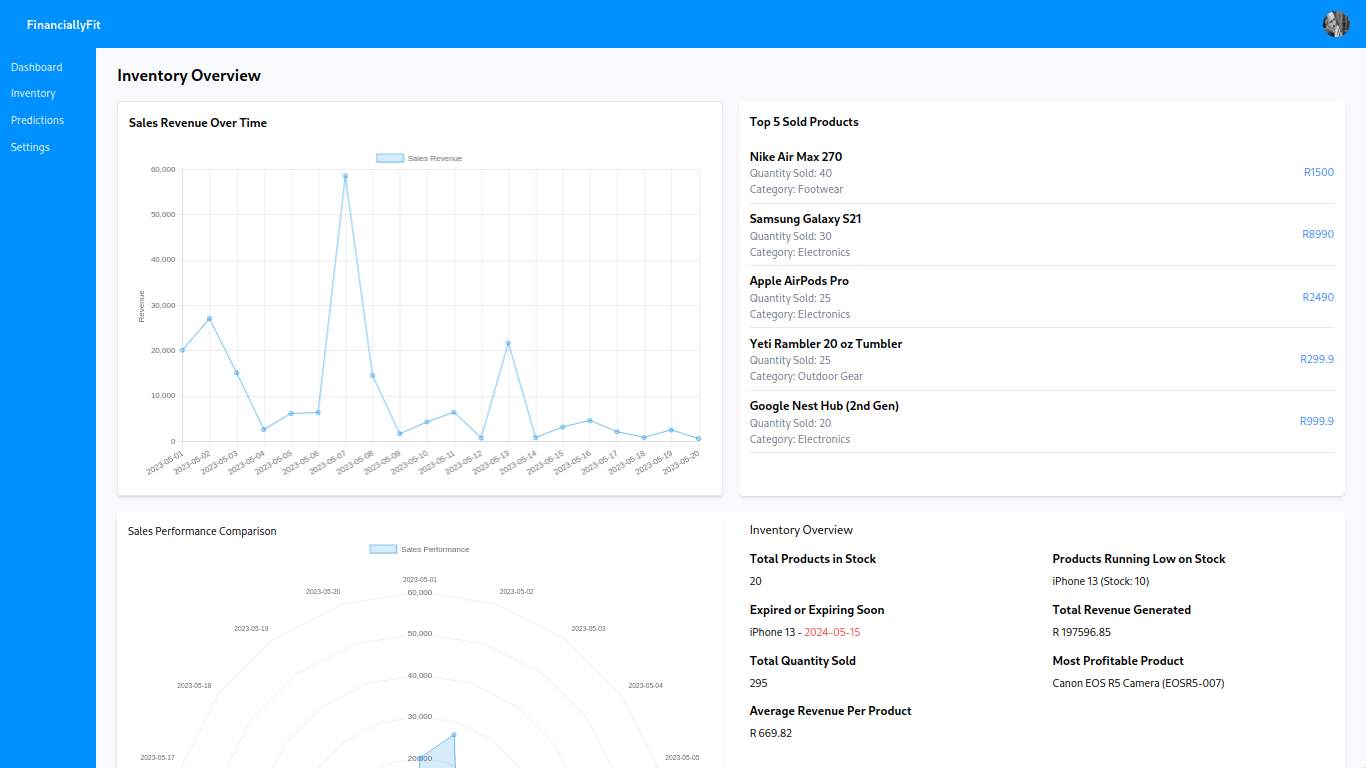 FinanciallyFit
Dashboard
Inventory
Predictions
Settings
Inventory Overview
Sales Revenue Over Time
Sales Revenue
60,000
50,000
40,000
30,000
20,000
10,000
0
Revenue
2023-05-01
2023-05-02
2023-05-03
2023-05-04
2023-05-05
2023-05-06
2023-05-07
2023-05-08
2023-05-09
2023-05-10
2023-05-11
2023-05-12
2023-05-13
2023-05-14
2023-05-15
2023-05-16
2023-05-17
2023-05-18
2023-05-19
2023-05-20
Top 5 Sold Products
Nike Air Max 270
Quantity Sold: 40
Category: Footwear
R1500
Samsung Galaxy S21
Quantity Sold: 30
Category: Electronics
R8990
Apple AirPods Pro
Quantity Sold: 25
Category: Electronics
R2490
Yeti Rambler 20 oz Tumbler
Quantity Sold: 25
Category: Outdoor Gear
R299.9
Google Nest Hub (2nd Gen)
Quantity Sold: 20
Category: Electronics
R999.9
Sales Performance Comparison
Sales Performance
2023-05-01
2023-05-20
60,000
2023-05-02
2023-05-19
50,000
2023-05-03
40,000
2023-05-18
2023-05-04
30,000
2023-05-17
20,000
2023-05-05
Inventory Overview
Total Products in Stock
20
Products Running Low on Stock
iPhone 13 (Stock: 10)
Expired or Expiring Soon
iPhone 13 - 2024-05-15
Total Revenue Generated
R 197596.85
Total Quantity Sold
295
Most Profitable Product
Canon EOS R5 Camera (EOSR5-007)
Average Revenue Per Product
R 669.82